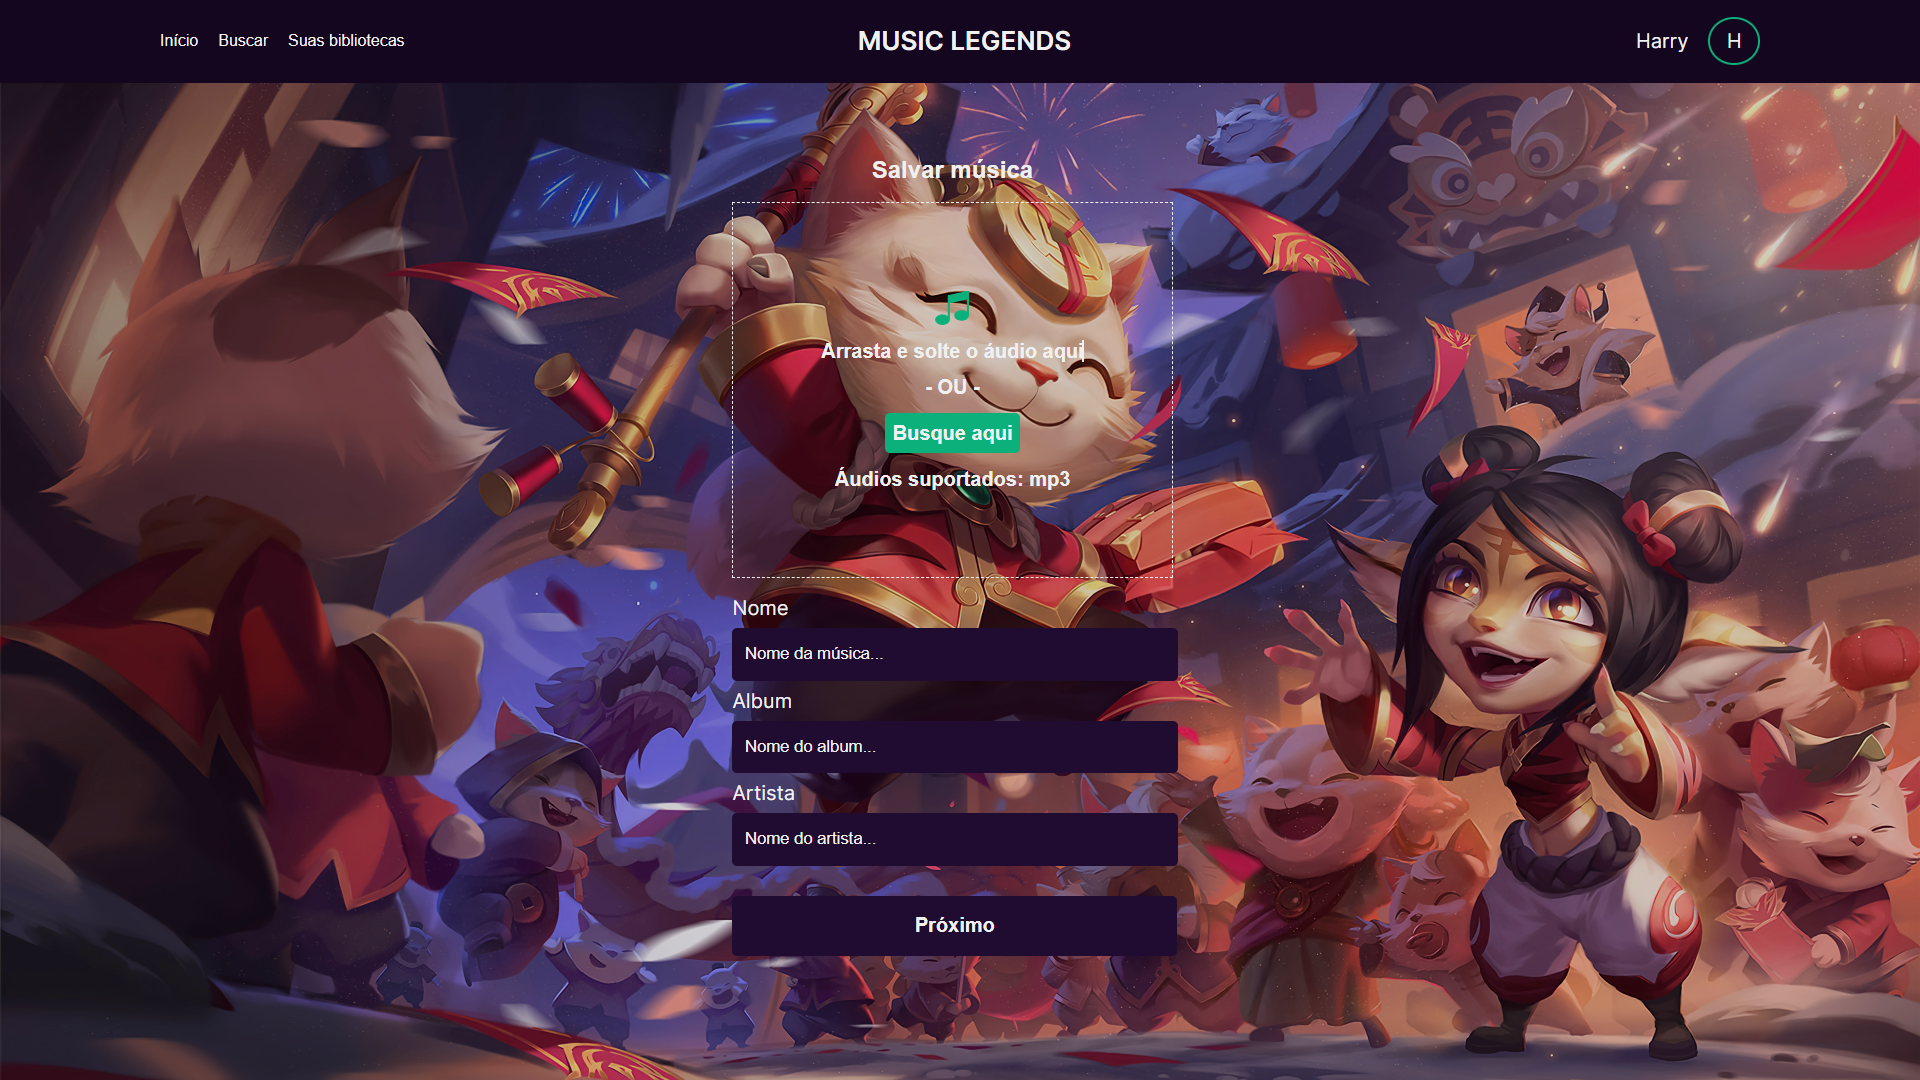 Início Buscar Suas bibliotecas MUSIC LEGENDS Harry H
Salvar música
Arrasta e solte o áudio aqui
- OU -
Busque aqui
Áudios suportados: mp3
Nome
Nome da música...
Album
Nome do album...
Artista
Nome do artista...
Próximo